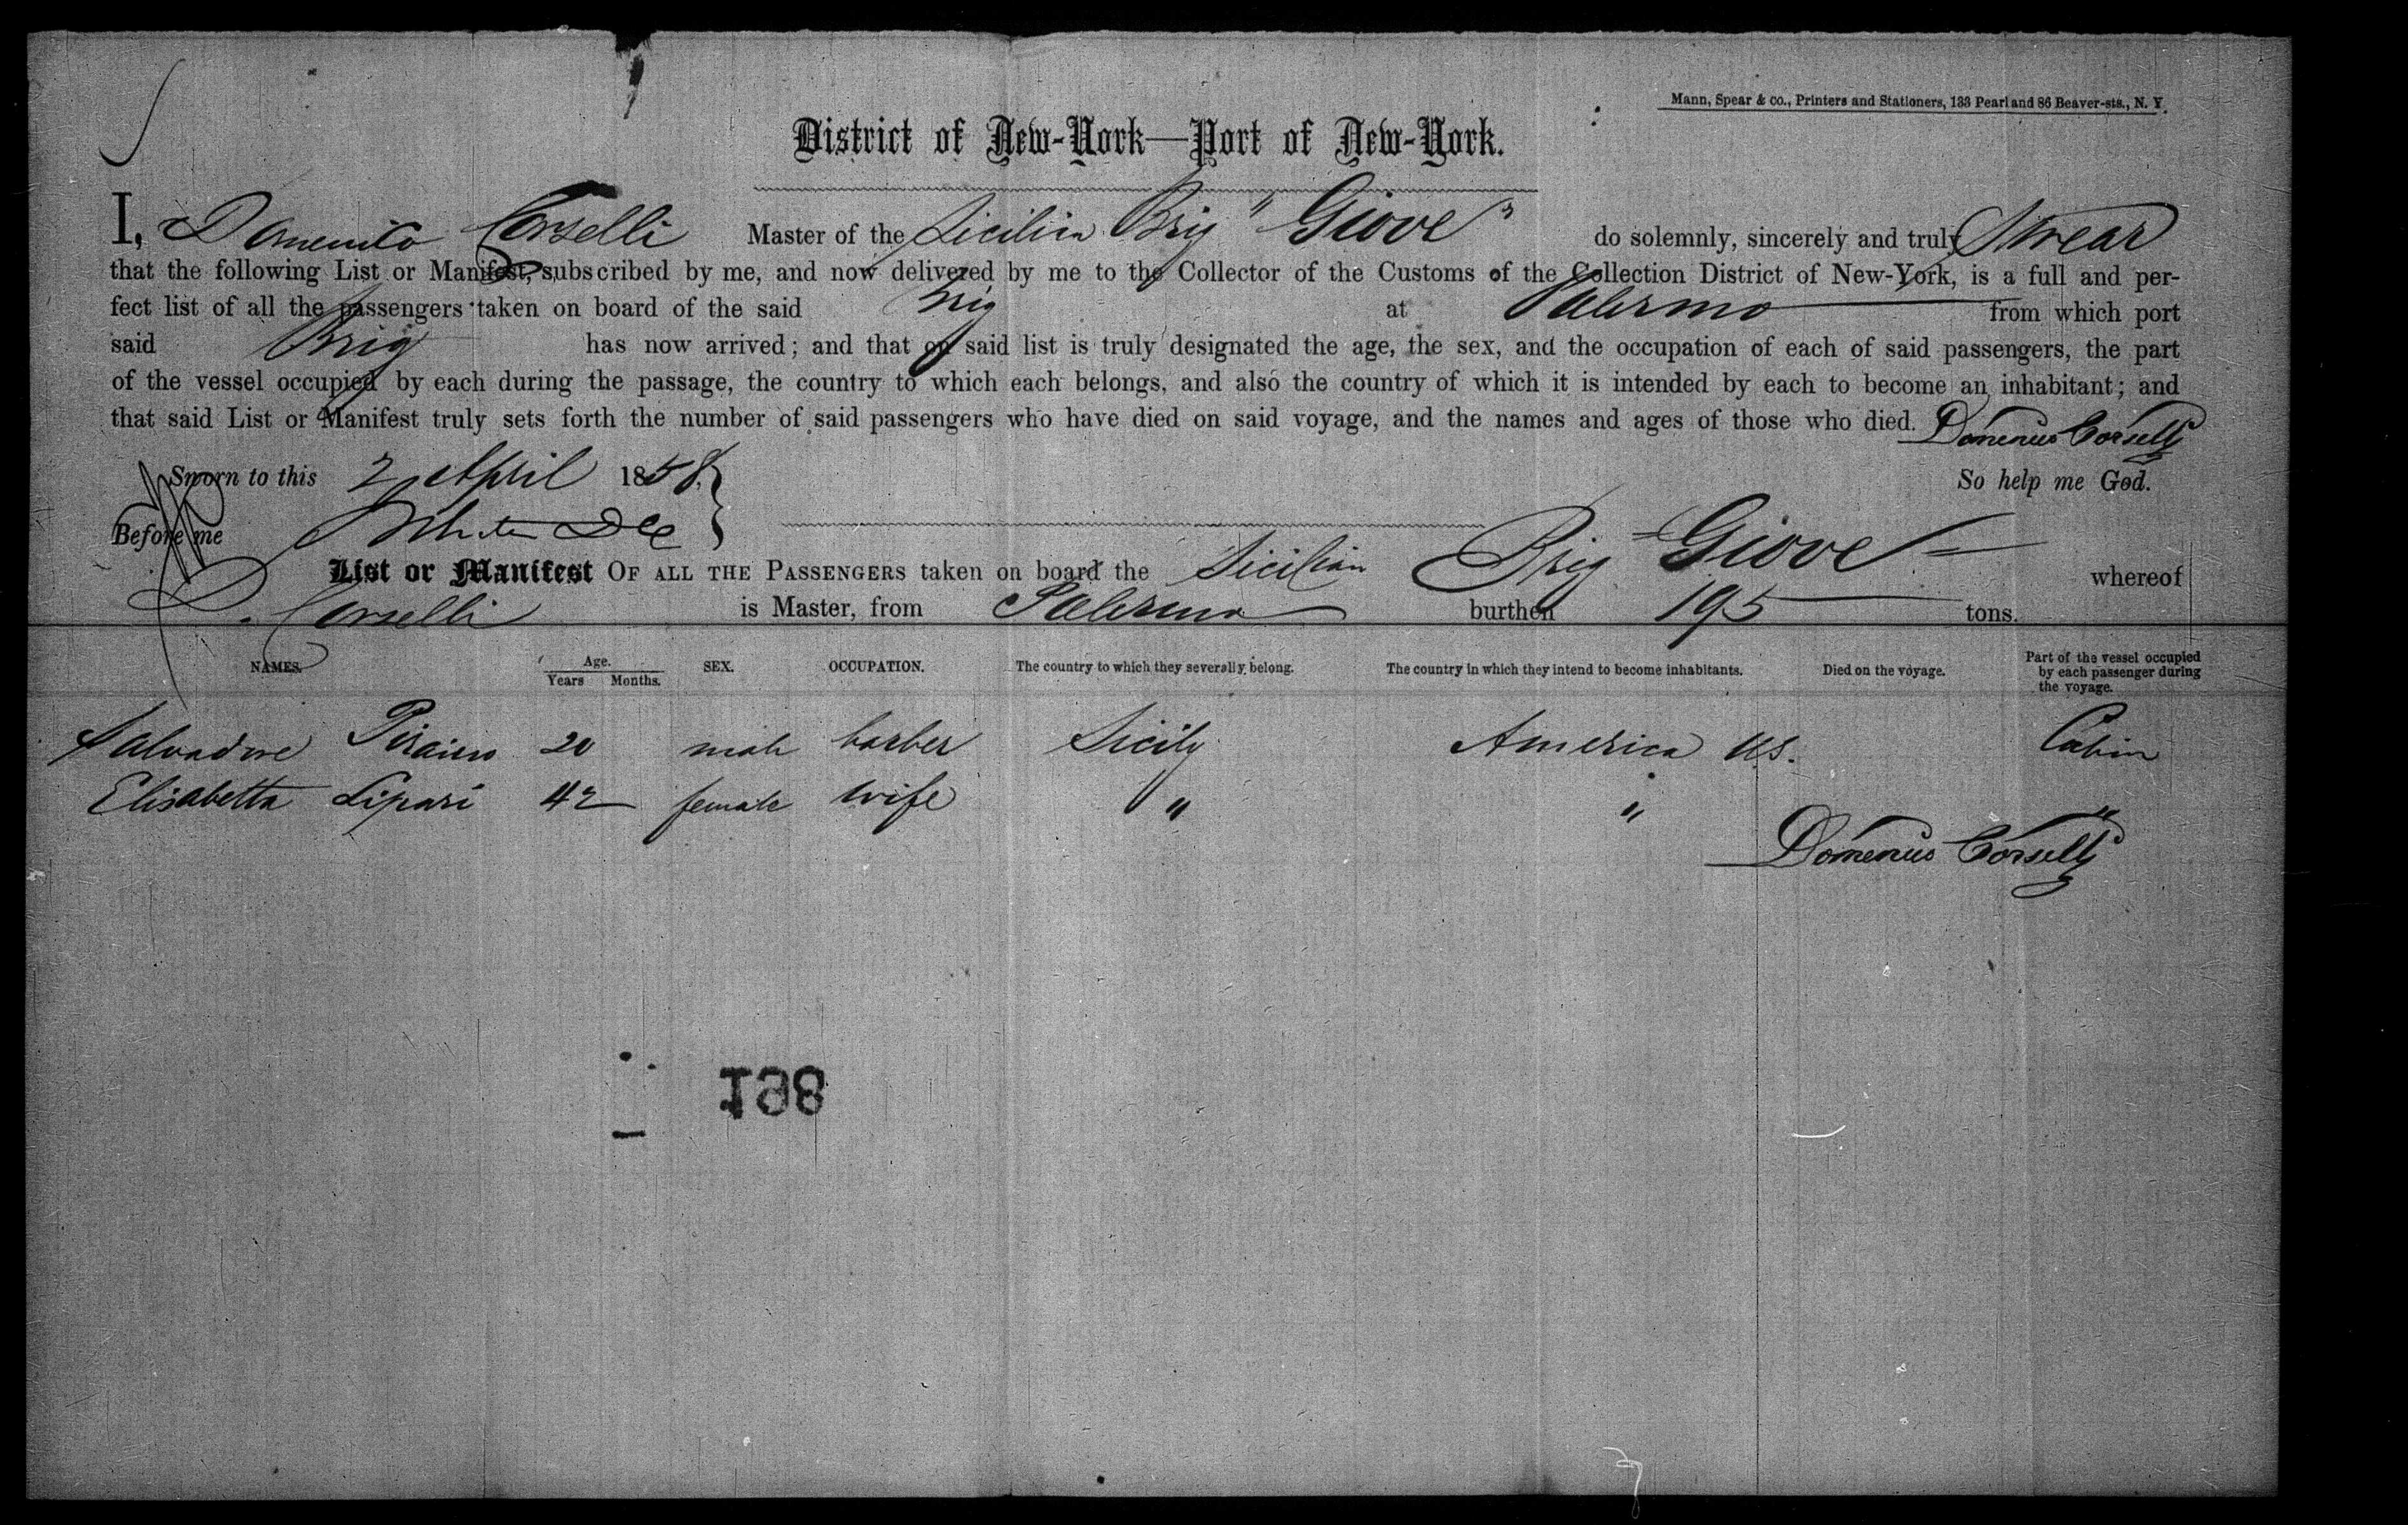 Mann, Spear & co., Printers and Stationers, 133 Pearl and 86 Beaver-sts., N. Y.
District of New-York—Port of New-York.
I, Domenico Corselli Master of the Sicilian Brig "Giove" do solemnly, sincerely and truly Swear
that the following List or Manifest, subscribed by me, and now delivered by me to the Collector of the Customs of the Collection District of New-York, is a full and per-
fect list of all the passengers taken on board of the said Brig at Palermo from which port
said Brig has now arrived; and that on said list is truly designated the age, the sex, and the occupation of each of said passengers, the part
of the vessel occupied by each during the passage, the country to which each belongs, and also the country of which it is intended by each to become an inhabitant; and
that said List or Manifest truly sets forth the number of said passengers who have died on said voyage, and the names and ages of those who died. Domenico Corselli
Sworn to this 2 April 1858. So help me God.
Before me
List or Manifest OF ALL THE PASSENGERS taken on board the Sicilian Brig "Giove" whereof
D. Corselli is Master, from Palermo burthen 195 tons.
NAMES. Age. Years Months. SEX. OCCUPATION. The country to which they severally belong. The country in which they intend to become inhabitants. Died on the voyage. Part of the vessel occupied by each passenger during the voyage.
Salvadore Piraino 20 male barber Sicily America U.S. Cabin
Elisabetta Lipari 42 female wife " " "
Domenico Corselli
198